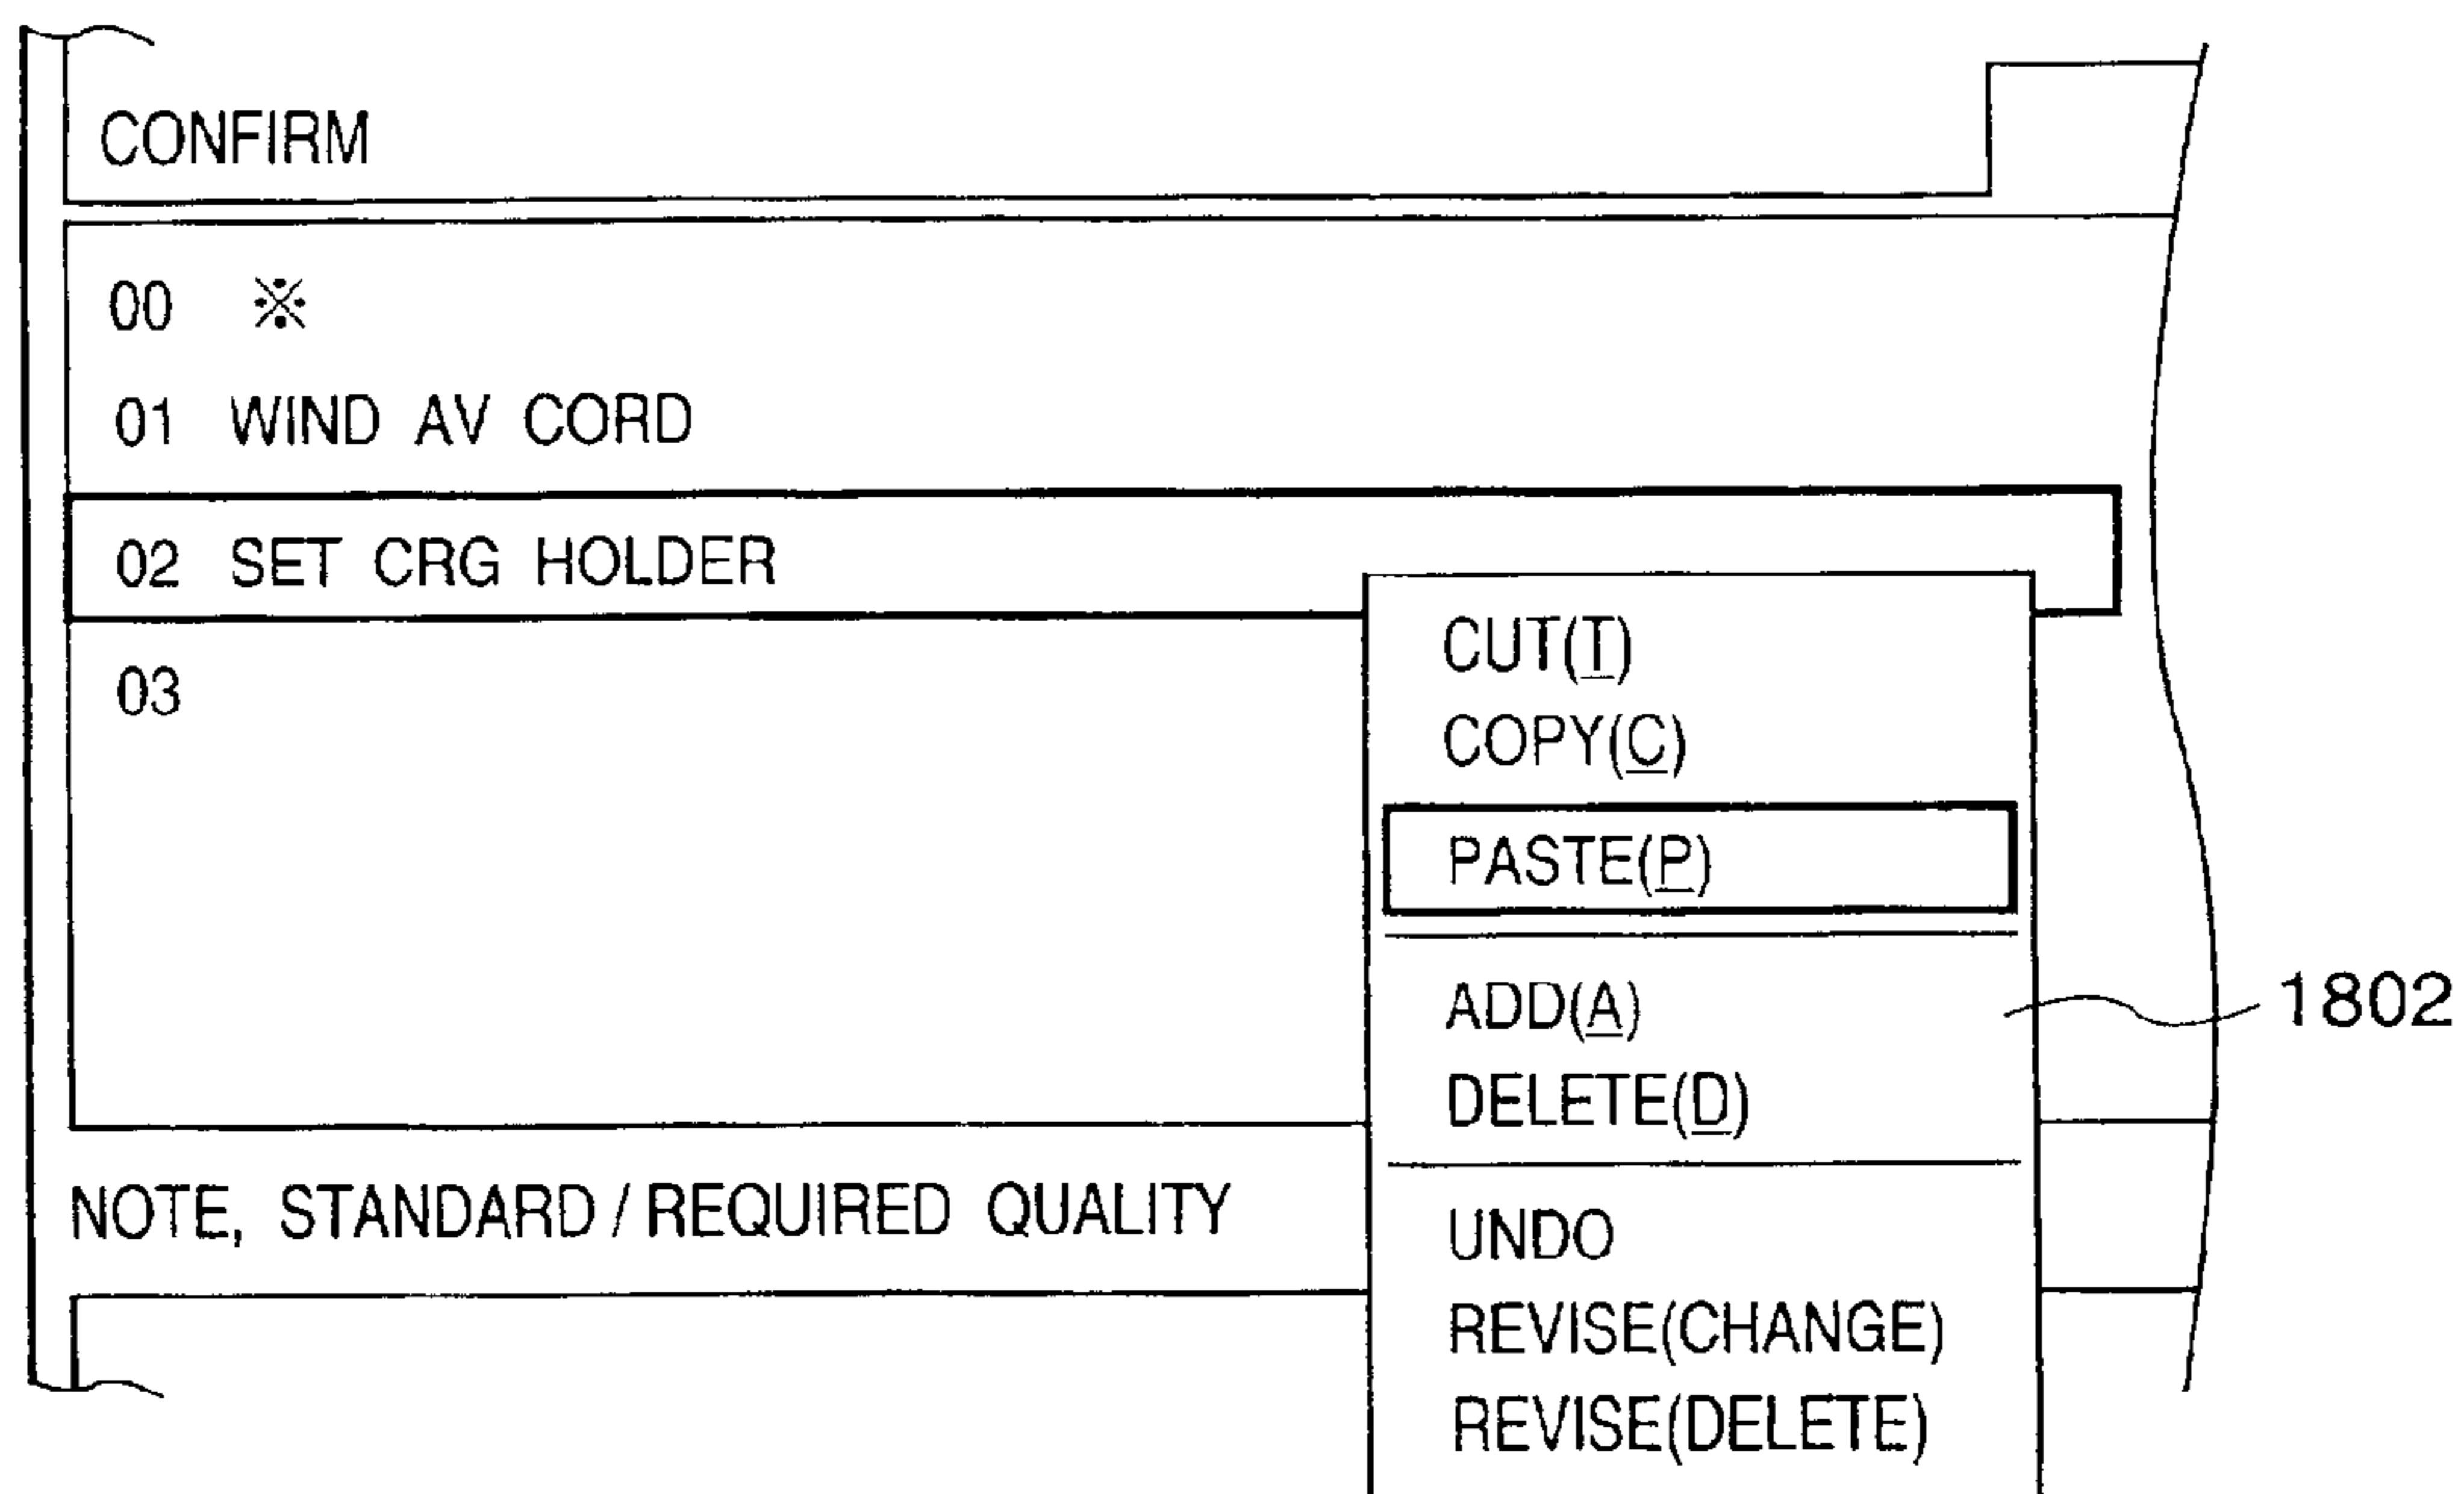 CONFIRM
00 ※
01 WIND AV CORD
02 SET CRG HOLDER
03
CUT(T)
COPY(C)
PASTE(P)
ADD(A)
1802
DELETE(D)
NOTE, STANDARD / REQUIRED QUALITY
UNDO
REVISE(CHANGE)
REVISE(DELETE)